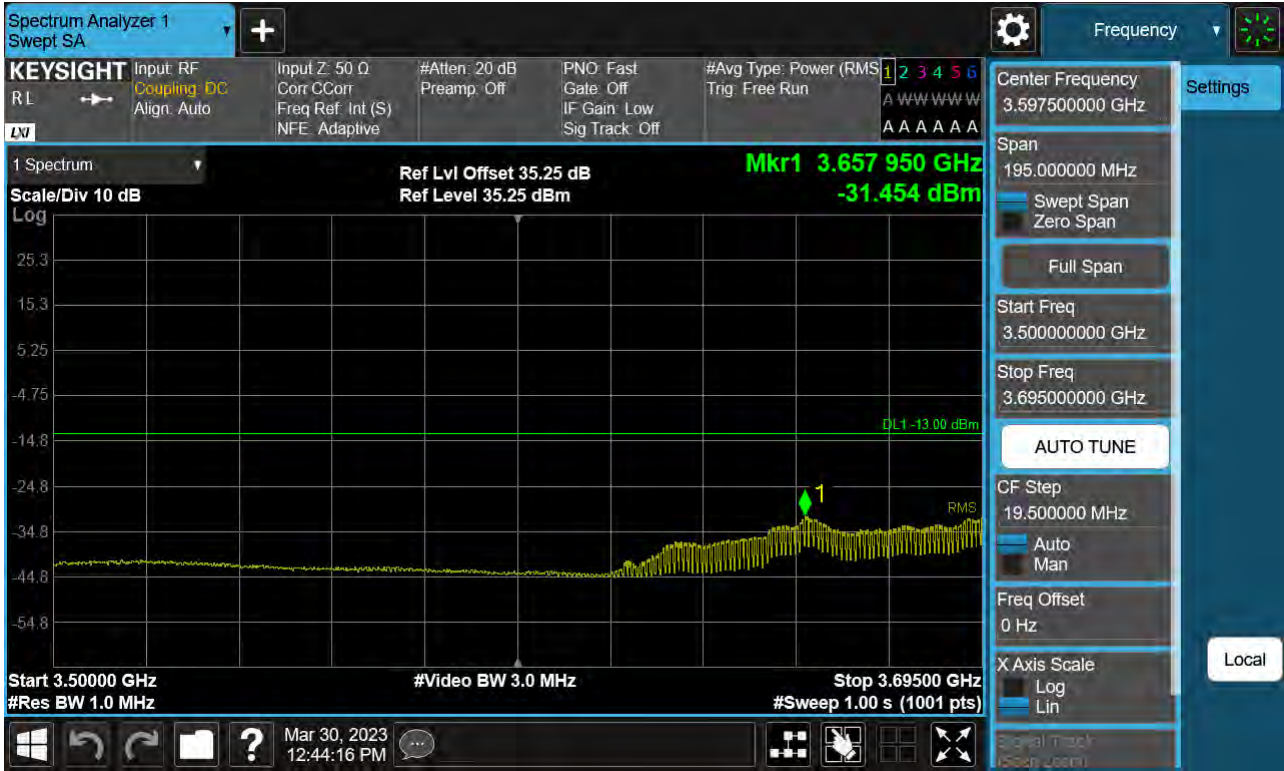 Spectrum Analyzer 1
Swept SA
+
Frequency
KEYSIGHT
RL
LXI
Input: RF
Coupling: DC
Align: Auto
Input Z: 50 Ω
Corr CCorr
Freq Ref: Int (S)
NFE: Adaptive
#Atten: 20 dB
Preamp: Off
PNO: Fast
Gate: Off
IF Gain: Low
Sig Track: Off
#Avg Type: Power (RMS
Trig: Free Run
1 2 3 4 5 6
A W W W W W
A A A A A A
1 Spectrum
Scale/Div 10 dB
Log
Ref Lvl Offset 35.25 dB
Ref Level 35.25 dBm
Mkr1 3.657 950 GHz
-31.454 dBm
25.3
15.3
5.25
-4.75
-14.8
-24.8
-34.8
-44.8
-54.8
DL1 -13.00 dBm
1
RMS
Start 3.50000 GHz
#Res BW 1.0 MHz
#Video BW 3.0 MHz
Stop 3.69500 GHz
#Sweep 1.00 s (1001 pts)
Center Frequency
3.597500000 GHz
Span
195.000000 MHz
Swept Span
Zero Span
Full Span
Start Freq
3.500000000 GHz
Stop Freq
3.695000000 GHz
AUTO TUNE
CF Step
19.500000 MHz
Auto
Man
Freq Offset
0 Hz
X Axis Scale
Log
Lin
Signal Track
(Span Zoom)
Settings
Local
?
Mar 30, 2023
12:44:16 PM